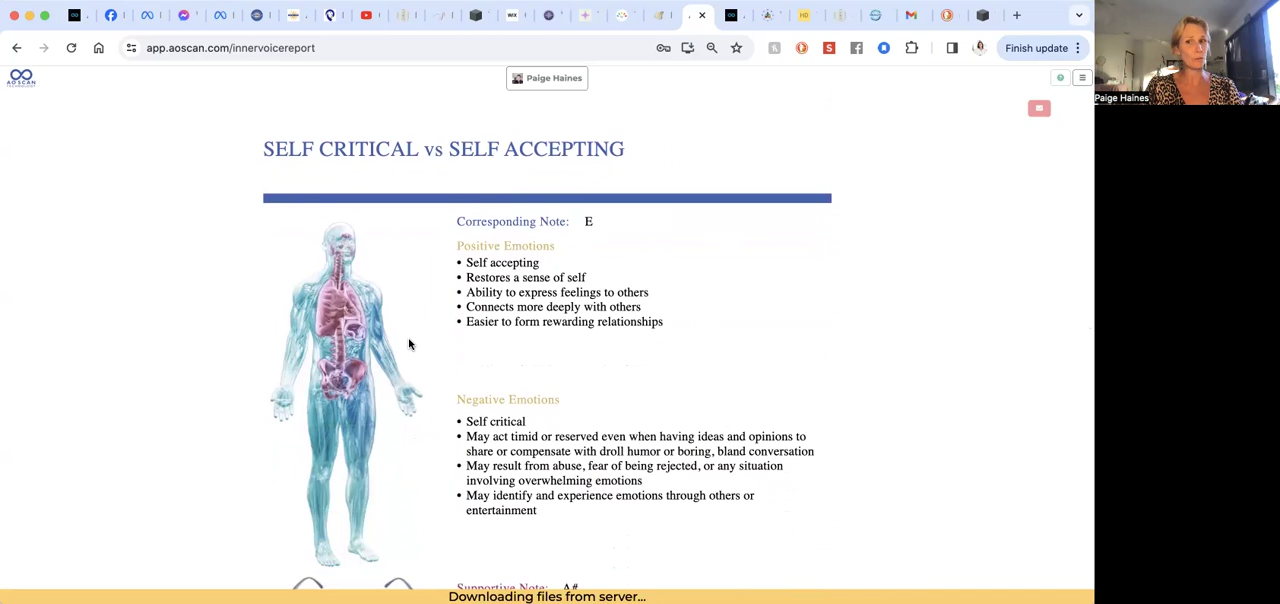 app.aoscan.com/innervoicereport
Finish update
AO SCAN
TECHNOLOGY
Paige Haines
Paige Haines
SELF CRITICAL vs SELF ACCEPTING
Corresponding Note: E
Positive Emotions
• Self accepting
• Restores a sense of self
• Ability to express feelings to others
• Connects more deeply with others
• Easier to form rewarding relationships
Negative Emotions
• Self critical
• May act timid or reserved even when having ideas and opinions to
share or compensate with droll humor or boring, bland conversation
• May result from abuse, fear of being rejected, or any situation
involving overwhelming emotions
• May identify and experience emotions through others or
entertainment
Supportive Note: A#
Downloading files from server...